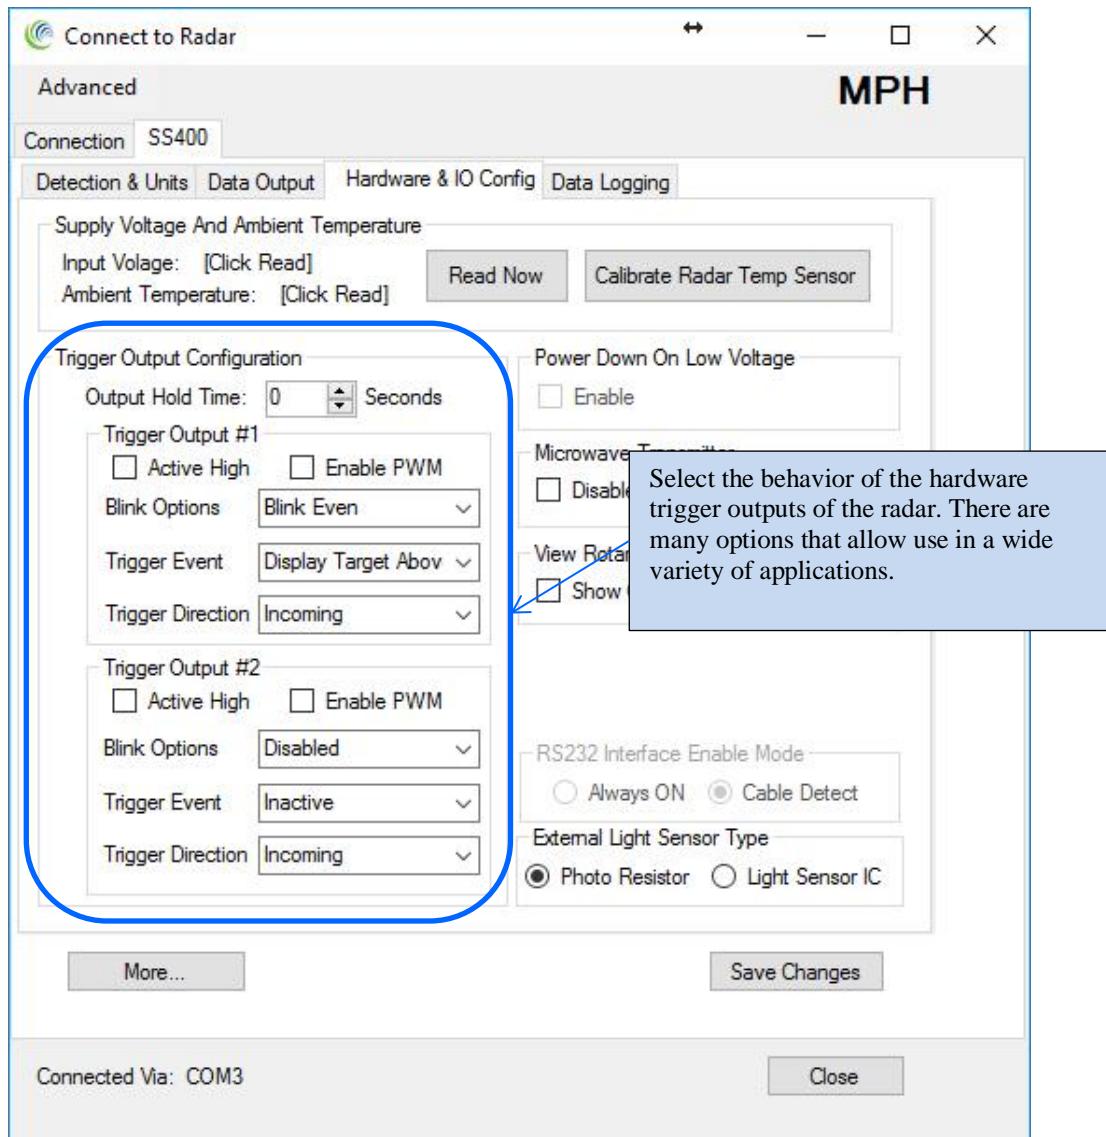 Connect to Radar
Advanced
MPH
Connection SS400
Detection & Units Data Output Hardware & IO Config Data Logging
Supply Voltage And Ambient Temperature
Input Volage: [Click Read]
Ambient Temperature: [Click Read]
Read Now
Calibrate Radar Temp Sensor
Trigger Output Configuration
Output Hold Time: 0 Seconds
Trigger Output #1
Active High Enable PWM
Blink Options Blink Even
Trigger Event Display Target Abov
Trigger Direction Incoming
Trigger Output #2
Active High Enable PWM
Blink Options Disabled
Trigger Event Inactive
Trigger Direction Incoming
Power Down On Low Voltage
Enable
Microwave
Disable
View
Show
Select the behavior of the hardware
trigger outputs of the radar. There are
many options that allow use in a wide
variety of applications.
RS232 Interface Enable Mode
Always ON Cable Detect
External Light Sensor Type
Photo Resistor Light Sensor IC
More...
Save Changes
Connected Via: COM3
Close